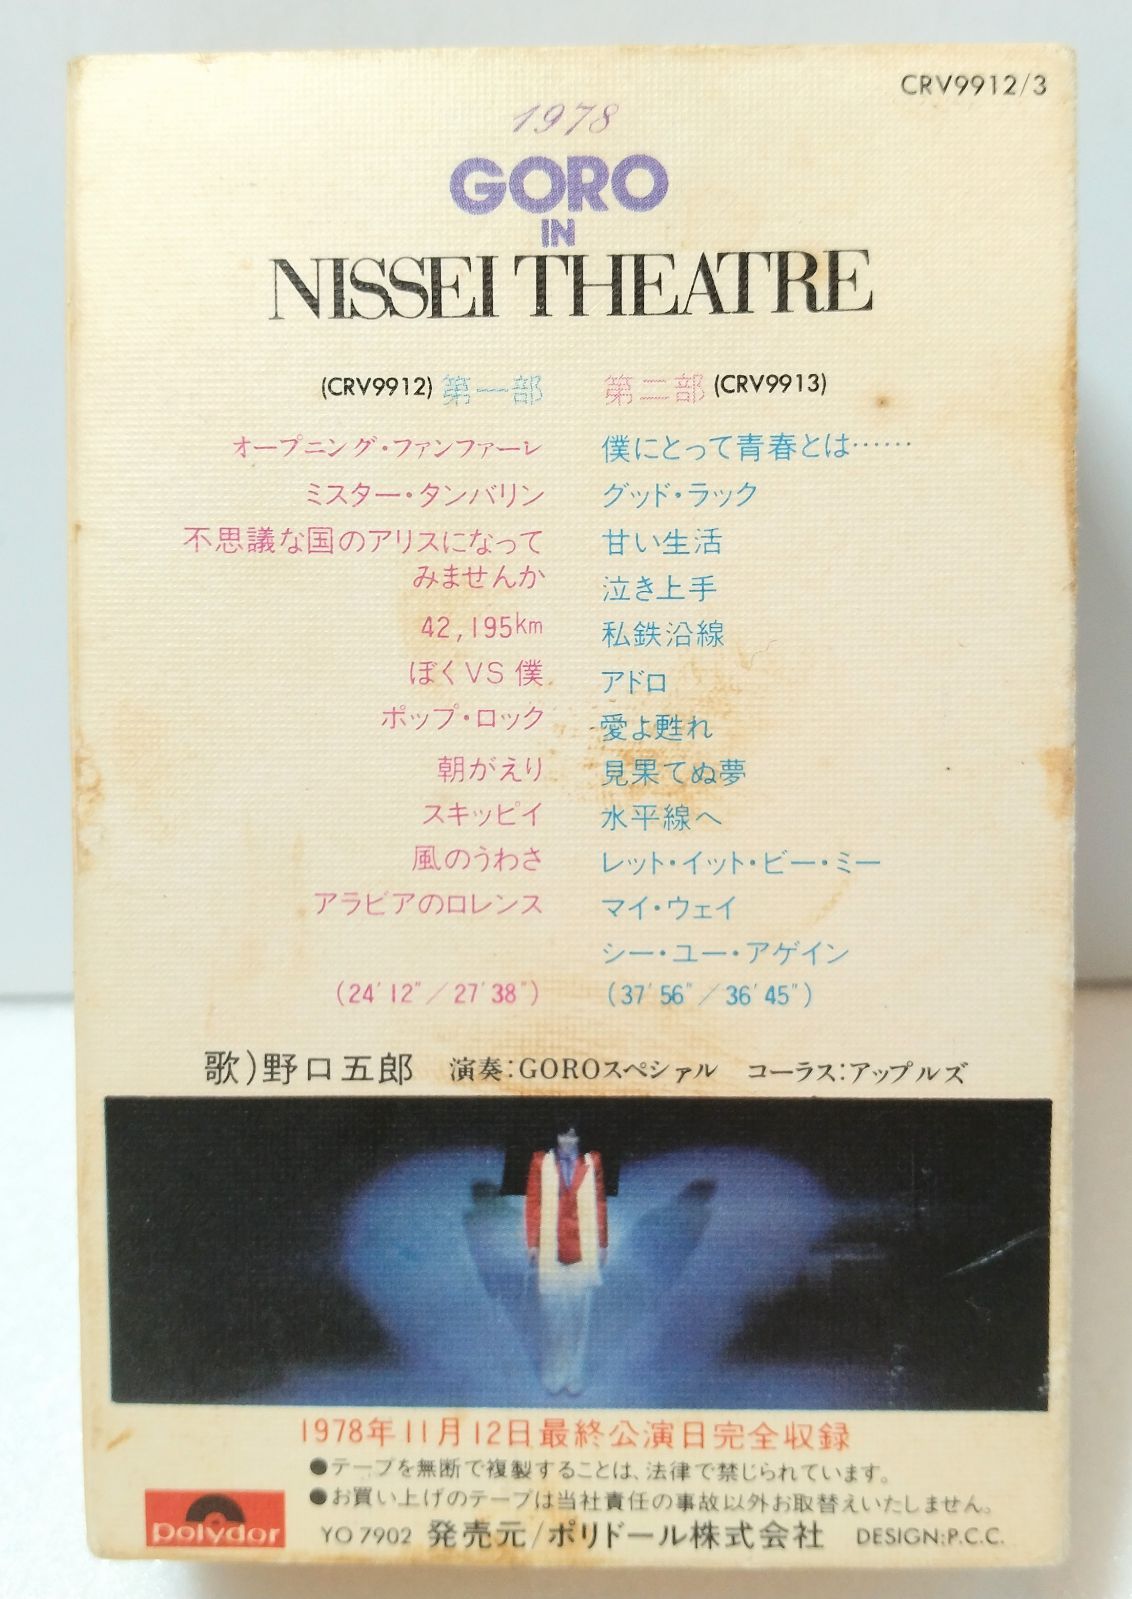 CRV9912/3
1978
GORO
IN
NISSEI THEATRE
(CRV9912) 第一部
オープニング・ファンファーレ
ミスター・タンバリン
不思議な国のアリスになって
みませんか
42,195km
ぼくVS僕
ポップ・ロック
朝がえり
スキッピイ
風のうわさ
アラビアのロレンス
(24′12″/27′38″)
第二部 (CRV9913)
僕にとって青春とは……
グッド・ラック
甘い生活
泣き上手
私鉄沿線
アドロ
愛よ甦れ
見果てぬ夢
水平線へ
レット・イット・ビー・ミー
マイ・ウェイ
シー・ユー・アゲイン
(37′56″/36′45″)
歌)野口五郎 演奏:GOROスペシァル コーラス:アップルズ
1978年11月12日最終公演日完全収録
●テープを無断で複製することは、法律で禁じられています。
●お買い上げのテープは当社責任の事故以外お取替えいたしません。
polydor
YO7902 発売元/ポリドール株式会社 DESIGN:P.C.C.